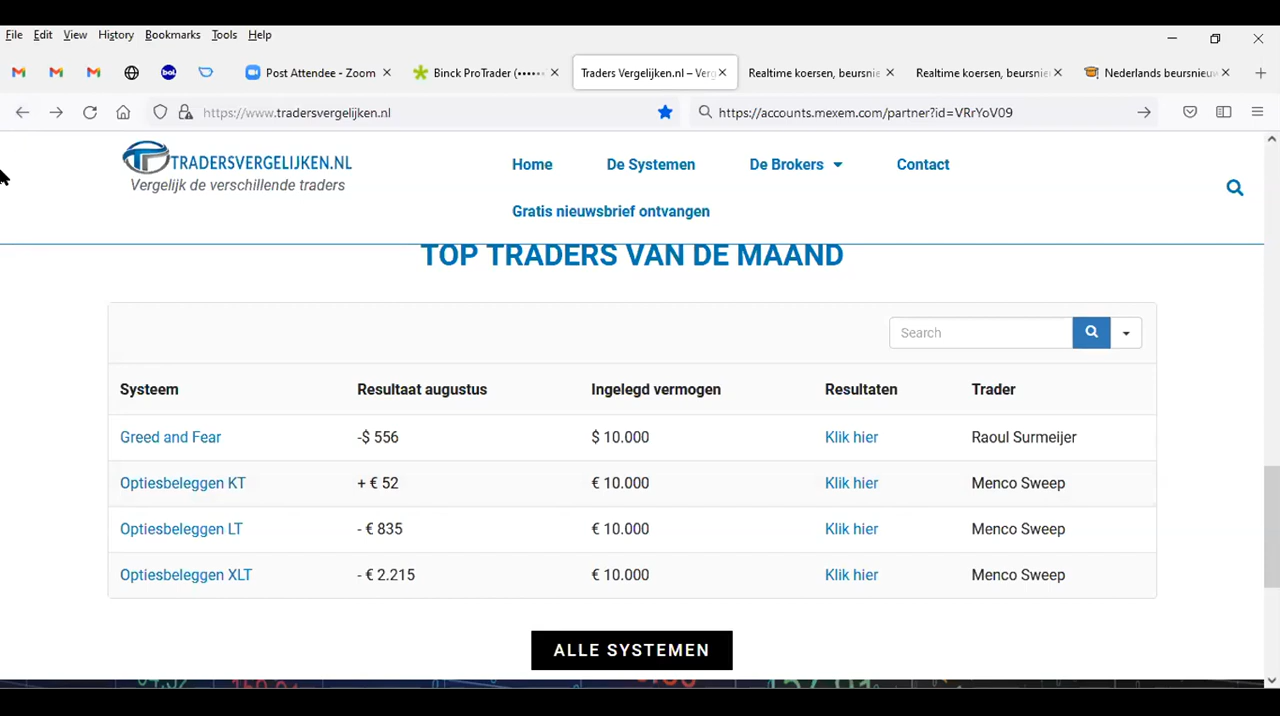 File Edit View History Bookmarks Tools Help
bol Post Attendee - Zoom Binck ProTrader (•••••• Traders Vergelijken.nl – Verg Realtime koersen, beursnie Realtime koersen, beursnie Nederlands beursnieuw
https://www.tradersvergelijken.nl https://accounts.mexem.com/partner?id=VRrYoV09
TRADERSVERGELIJKEN.NL
Vergelijk de verschillende traders
Home De Systemen De Brokers Contact
Gratis nieuwsbrief ontvangen
TOP TRADERS VAN DE MAAND
Search
Systeem Resultaat augustus Ingelegd vermogen Resultaten Trader
Greed and Fear -$ 556 $ 10.000 Klik hier Raoul Surmeijer
Optiesbeleggen KT + € 52 € 10.000 Klik hier Menco Sweep
Optiesbeleggen LT - € 835 € 10.000 Klik hier Menco Sweep
Optiesbeleggen XLT - € 2.215 € 10.000 Klik hier Menco Sweep
ALLE SYSTEMEN